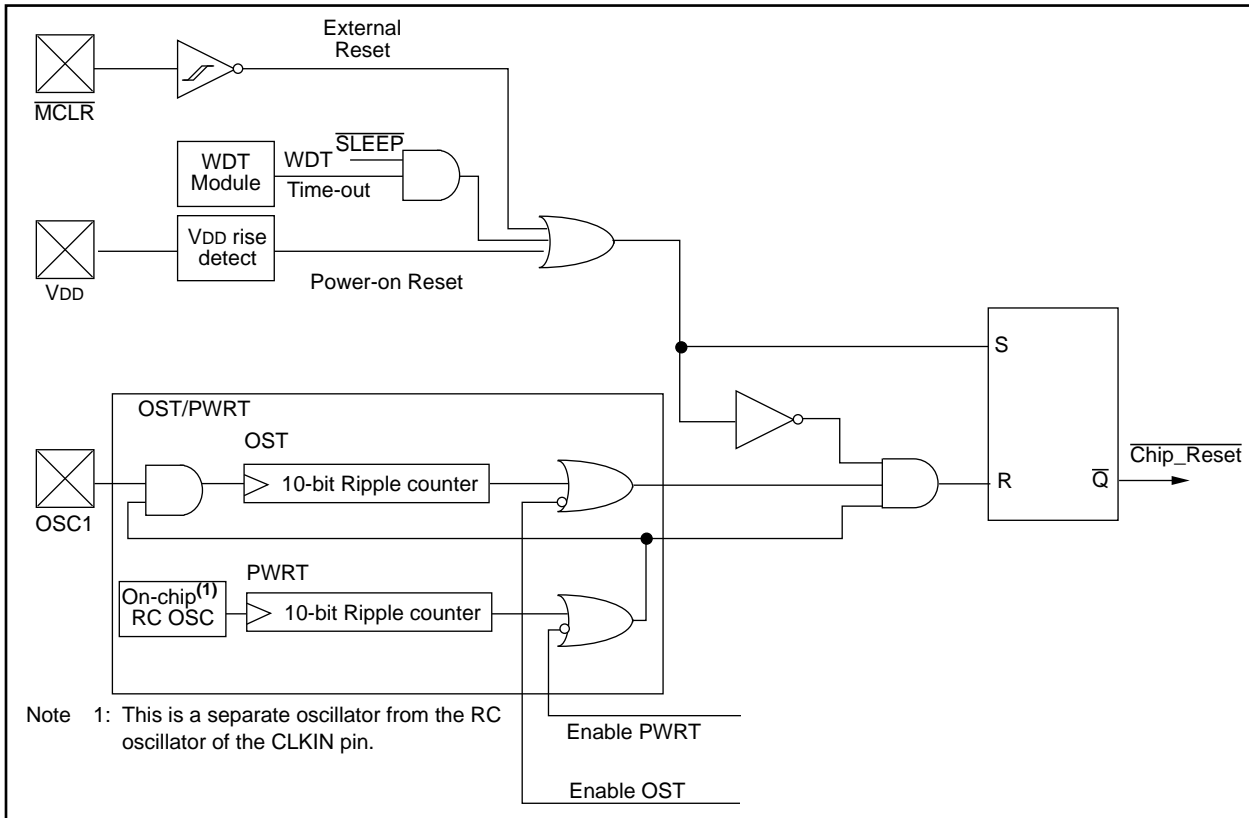 External
Reset
MCLR
SLEEP
WDT
Module
WDT
Time-out
VDD rise
detect
VDD
Power-on Reset
S
OST/PWRT
OST
10-bit Ripple counter
OSC1
R
Q
Chip_Reset
PWRT
On-chip(1)
RC OSC
10-bit Ripple counter
Note 1: This is a separate oscillator from the RC
oscillator of the CLKIN pin.
Enable PWRT
Enable OST